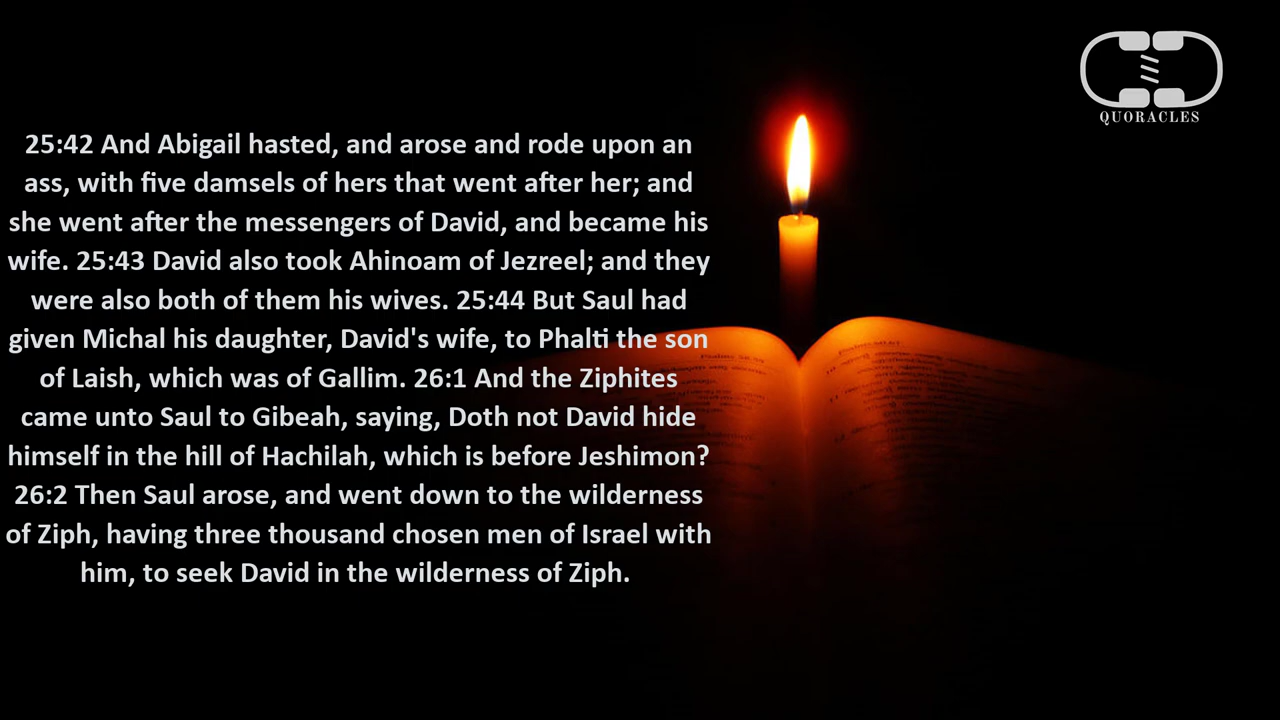 QUORACLES
25:42 And Abigail hasted, and arose and rode upon an
ass, with five damsels of hers that went after her; and
she went after the messengers of David, and became his
wife. 25:43 David also took Ahinoam of Jezreel; and they
were also both of them his wives. 25:44 But Saul had
given Michal his daughter, David's wife, to Phalti the son
of Laish, which was of Gallim. 26:1 And the Ziphites
came unto Saul to Gibeah, saying, Doth not David hide
himself in the hill of Hachilah, which is before Jeshimon?
26:2 Then Saul arose, and went down to the wilderness
of Ziph, having three thousand chosen men of Israel with
him, to seek David in the wilderness of Ziph.